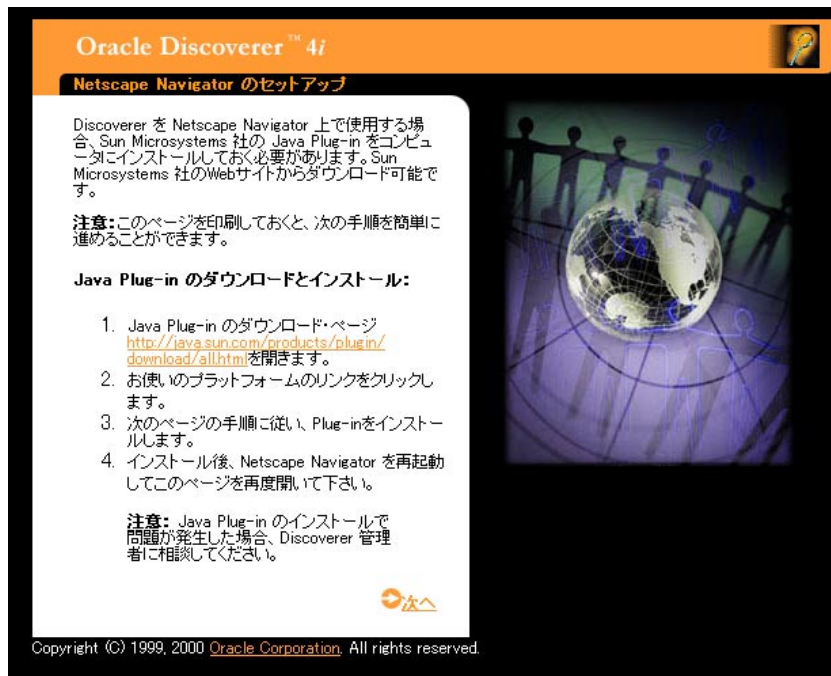 Oracle Discoverer™ 4i
Netscape Navigator のセットアップ
Discoverer を Netscape Navigator 上で使用する場
合、Sun Microsystems 社の Java Plug-in をコンピュ
ータにインストールしておく必要があります。Sun
Microsystems 社のWebサイトからダウンロード可能で
す。
注意:このページを印刷しておくと、次の手順を簡単に
進めることができます。
Java Plug-in のダウンロードとインストール:
1. Java Plug-in のダウンロード・ページ
http://java.sun.com/products/plugin/
download/all.htmlを開きます。
2. お使いのプラットフォームのリンクをクリックし
ます。
3. 次のページの手順に従い、Plug-inをインストー
ルします。
4. インストール後、Netscape Navigator を再起動
してこのページを再度開いて下さい。
注意: Java Plug-in のインストールで
問題が発生した場合、Discoverer 管理
者に相談してください。
次へ
Copyright (C) 1999, 2000 Oracle Corporation. All rights reserved.